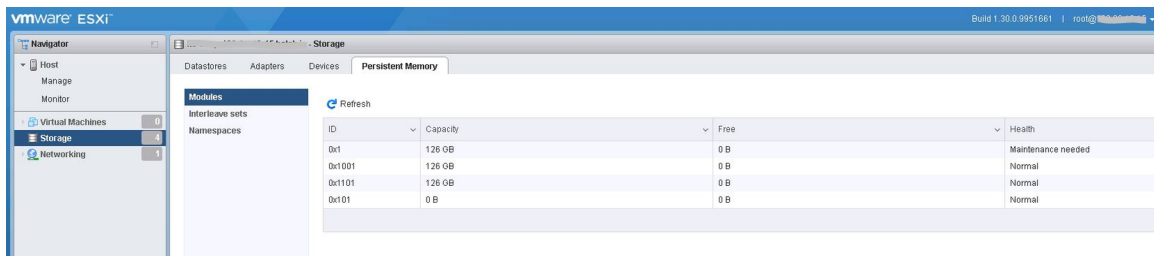 vmware ESXi™
Build 1.30.0.9951661 | root@
Navigator
Host
Manage
Monitor
Virtual Machines 0
Storage 4
Networking 1
- Storage
Datastores Adapters Devices Persistent Memory
Modules
Interleave sets
Namespaces
Refresh
ID Capacity Free Health
0x1 126 GB 0 B Maintenance needed
0x1001 126 GB 0 B Normal
0x1101 126 GB 0 B Normal
0x101 0 B 0 B Normal